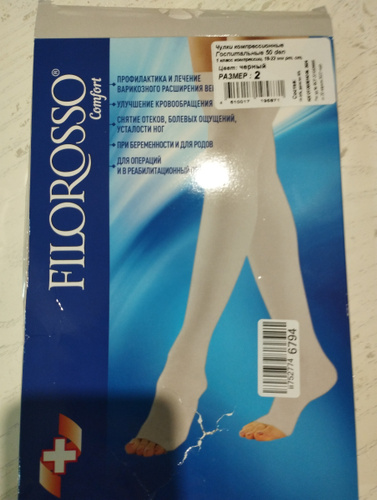 Чулки компрессионные
Госпитальные 50 den
Цвет: черный
РАЗМЕР : 2
FILOROSSO®
Comfort
ПРОФИЛАКТИКА И ЛЕЧЕНИЕ
ВАРИКОЗНОГО РАСШИРЕНИЯ ВЕН
УЛУЧШЕНИЕ КРОВООБРАЩЕНИЯ
СНЯТИЕ ОТЕКОВ, БОЛЕВЫХ ОЩУЩЕНИЙ,
УСТАЛОСТИ НОГ
ПРИ БЕРЕМЕННОСТИ И ДЛЯ РОДОВ
ДЛЯ ОПЕРАЦИЙ
И В РЕАБИЛИТАЦИОННЫЙ
8752774 6794